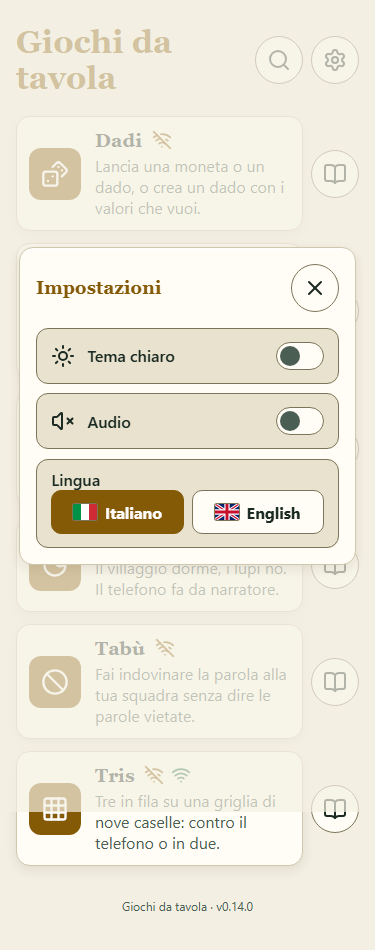 Giochi da
tavola
Dadi
Lancia una moneta o un
dado, o crea un dado con i
valori che vuoi.
Impostazioni
Tema chiaro
Audio
Lingua
Italiano
English
Il villaggio dorme, i lupi no.
Il telefono fa da narratore.
Tabù
Fai indovinare la parola alla
tua squadra senza dire le
parole vietate.
Tris
Tre in fila su una griglia di
nove caselle: contro il
telefono o in due.
Giochi da tavola · v0.14.0